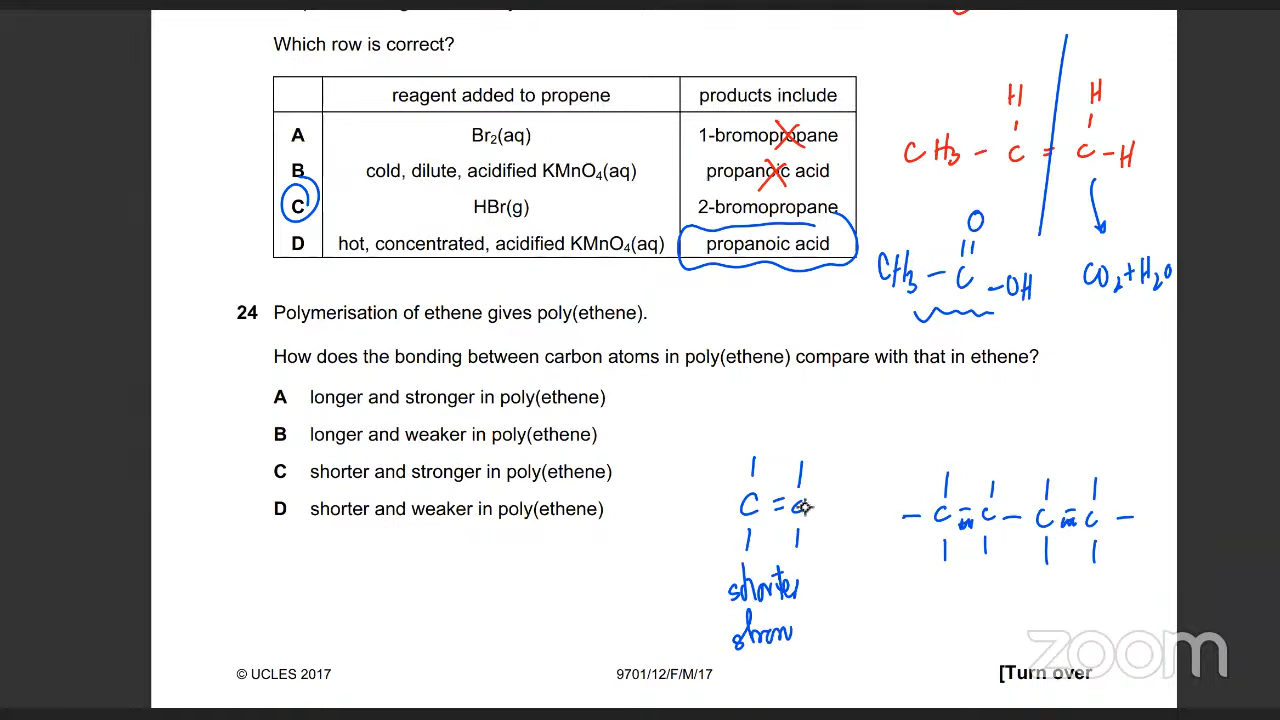 Which row is correct?
reagent added to propene products include
A Br2(aq) 1-bromopropane
B cold, dilute, acidified KMnO4(aq) propanoic acid
C HBr(g) 2-bromopropane
D hot, concentrated, acidified KMnO4(aq) propanoic acid
H H
CH3 - C = C - H
O
CH3 - C - OH
CO2 + H2O
24 Polymerisation of ethene gives poly(ethene).
How does the bonding between carbon atoms in poly(ethene) compare with that in ethene?
A longer and stronger in poly(ethene)
B longer and weaker in poly(ethene)
C shorter and stronger in poly(ethene)
D shorter and weaker in poly(ethene)
C = C
- C - C - C - C -
shorter
stron
zoom
© UCLES 2017 9701/12/F/M/17 [Turn over